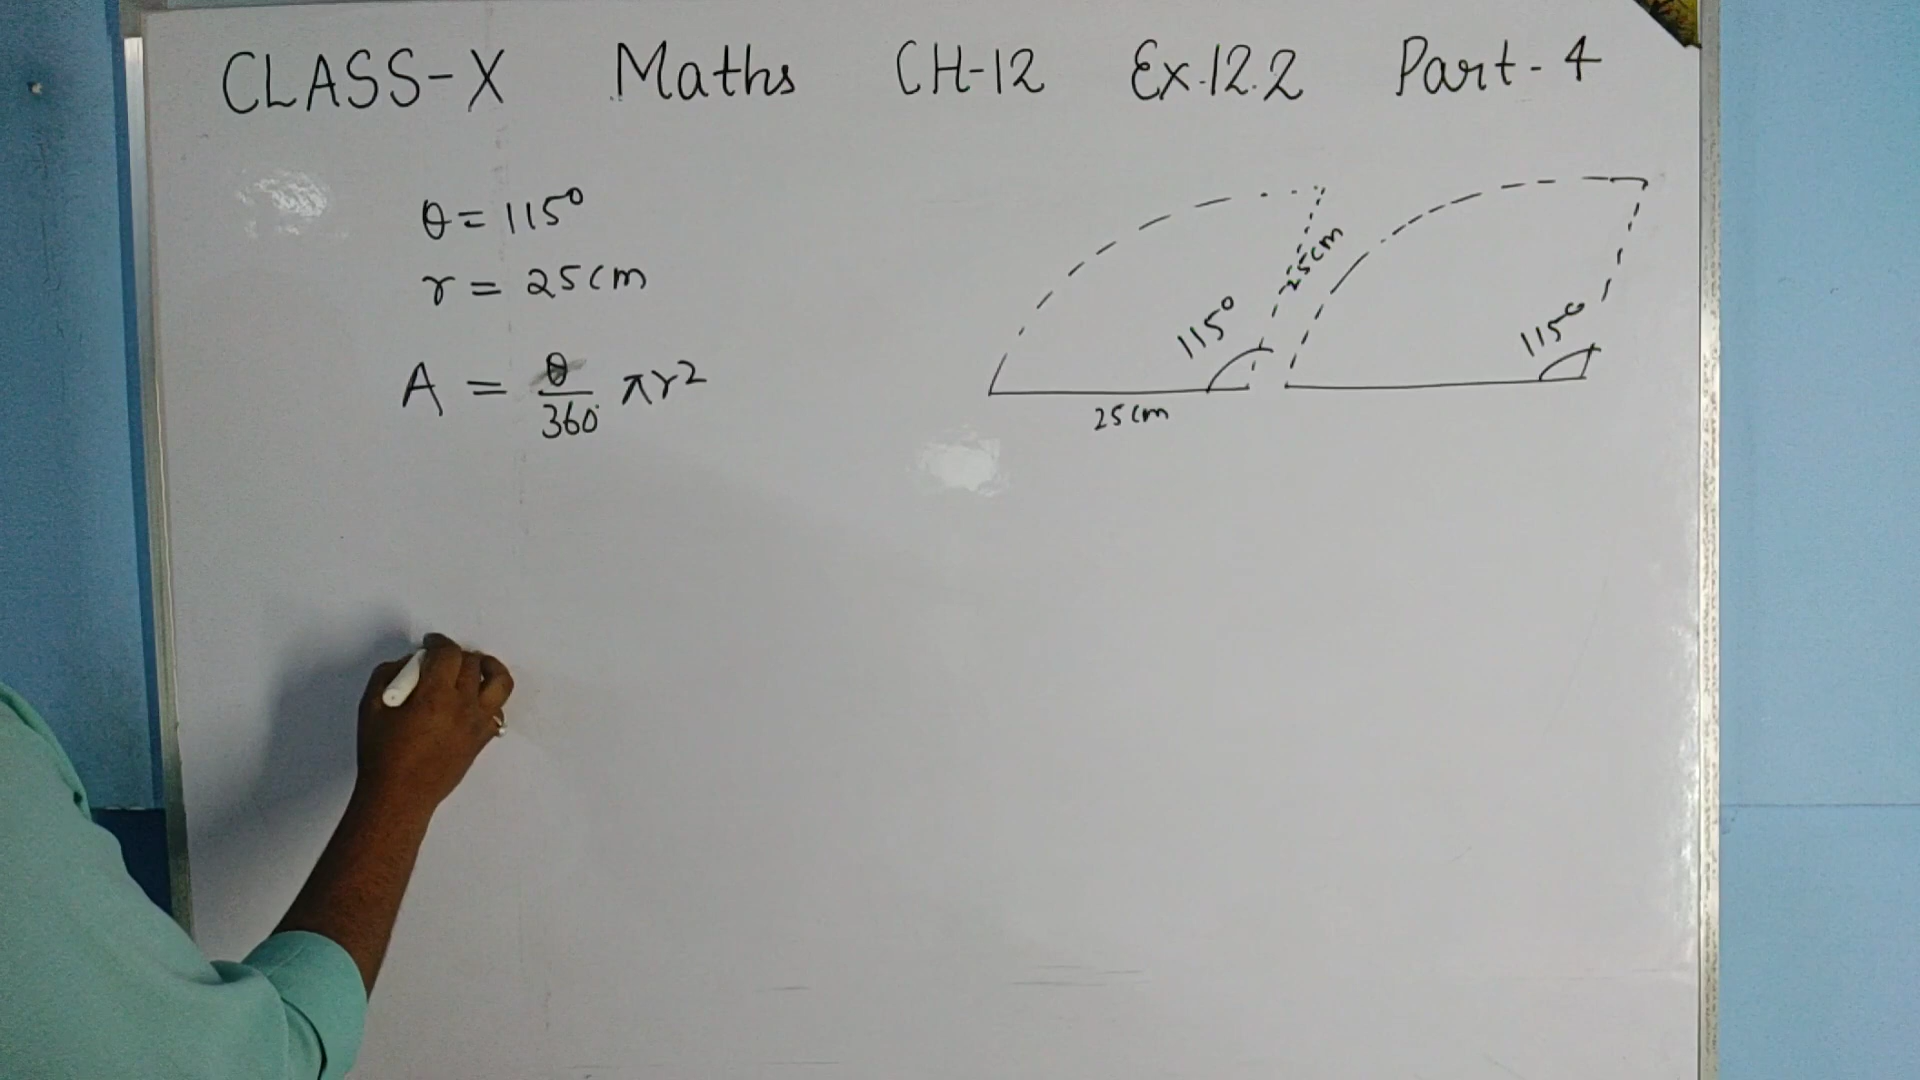 CLASS-X Maths CH-12 Ex.12.2 Part-4
θ = 115°
r = 25cm
A = θ/360° πr²
25cm
115°
25cm
115°